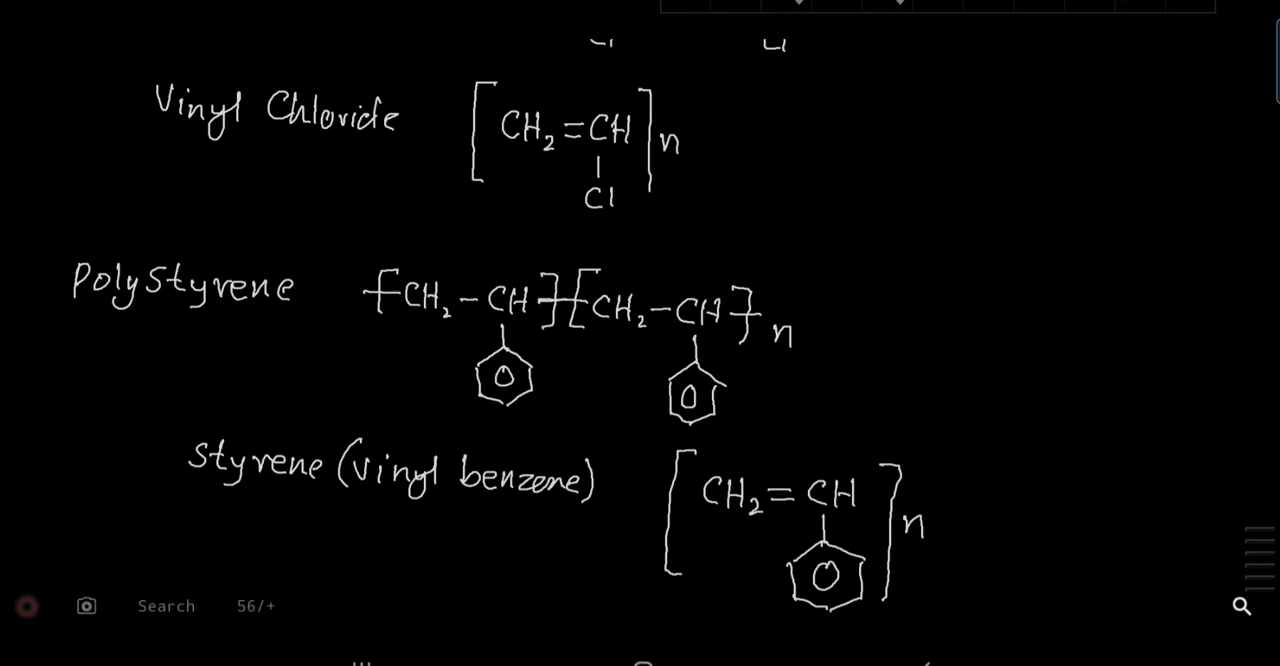 Vinyl Chloride [CH₂=CH]n
Cl
PolyStyrene -[CH₂-CH]-[CH₂-CH]-n
Styrene (vinyl benzene) [CH₂=CH]n
Search 56/+